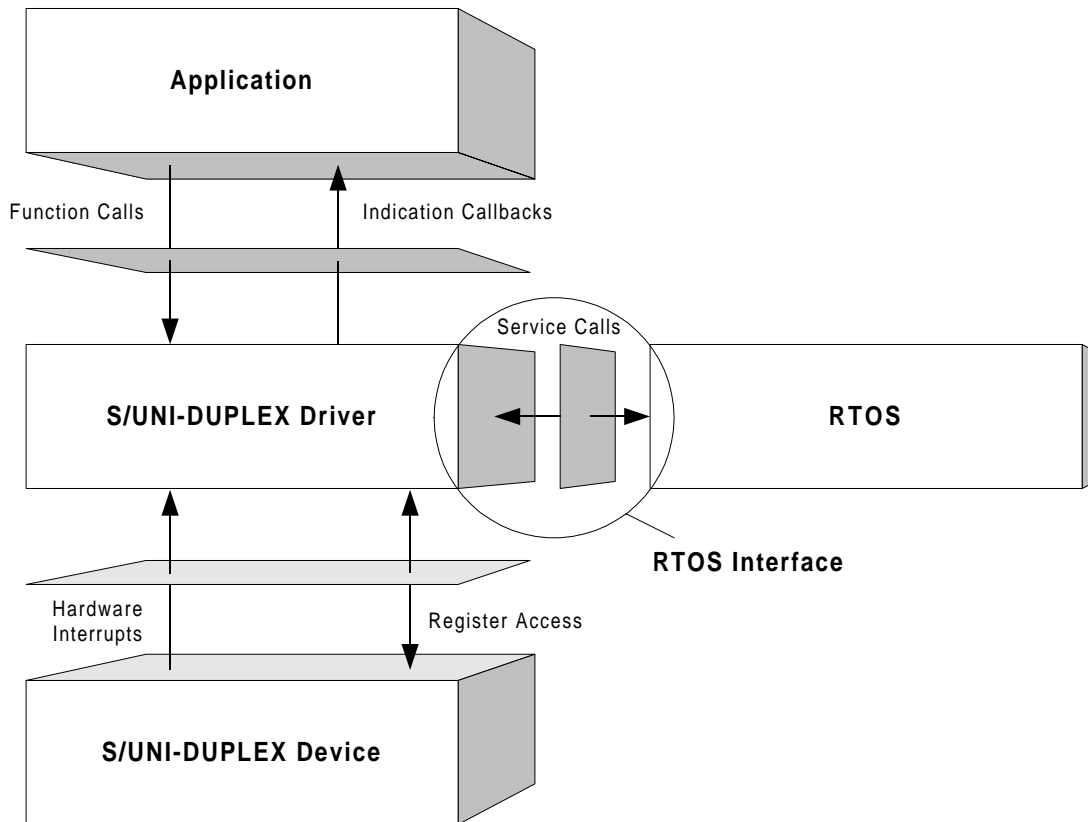 Application
Function Calls
Indication Callbacks
Service Calls
S/UNI-DUPLEX Driver
RTOS
RTOS Interface
Hardware
Interrupts
Register Access
S/UNI-DUPLEX Device